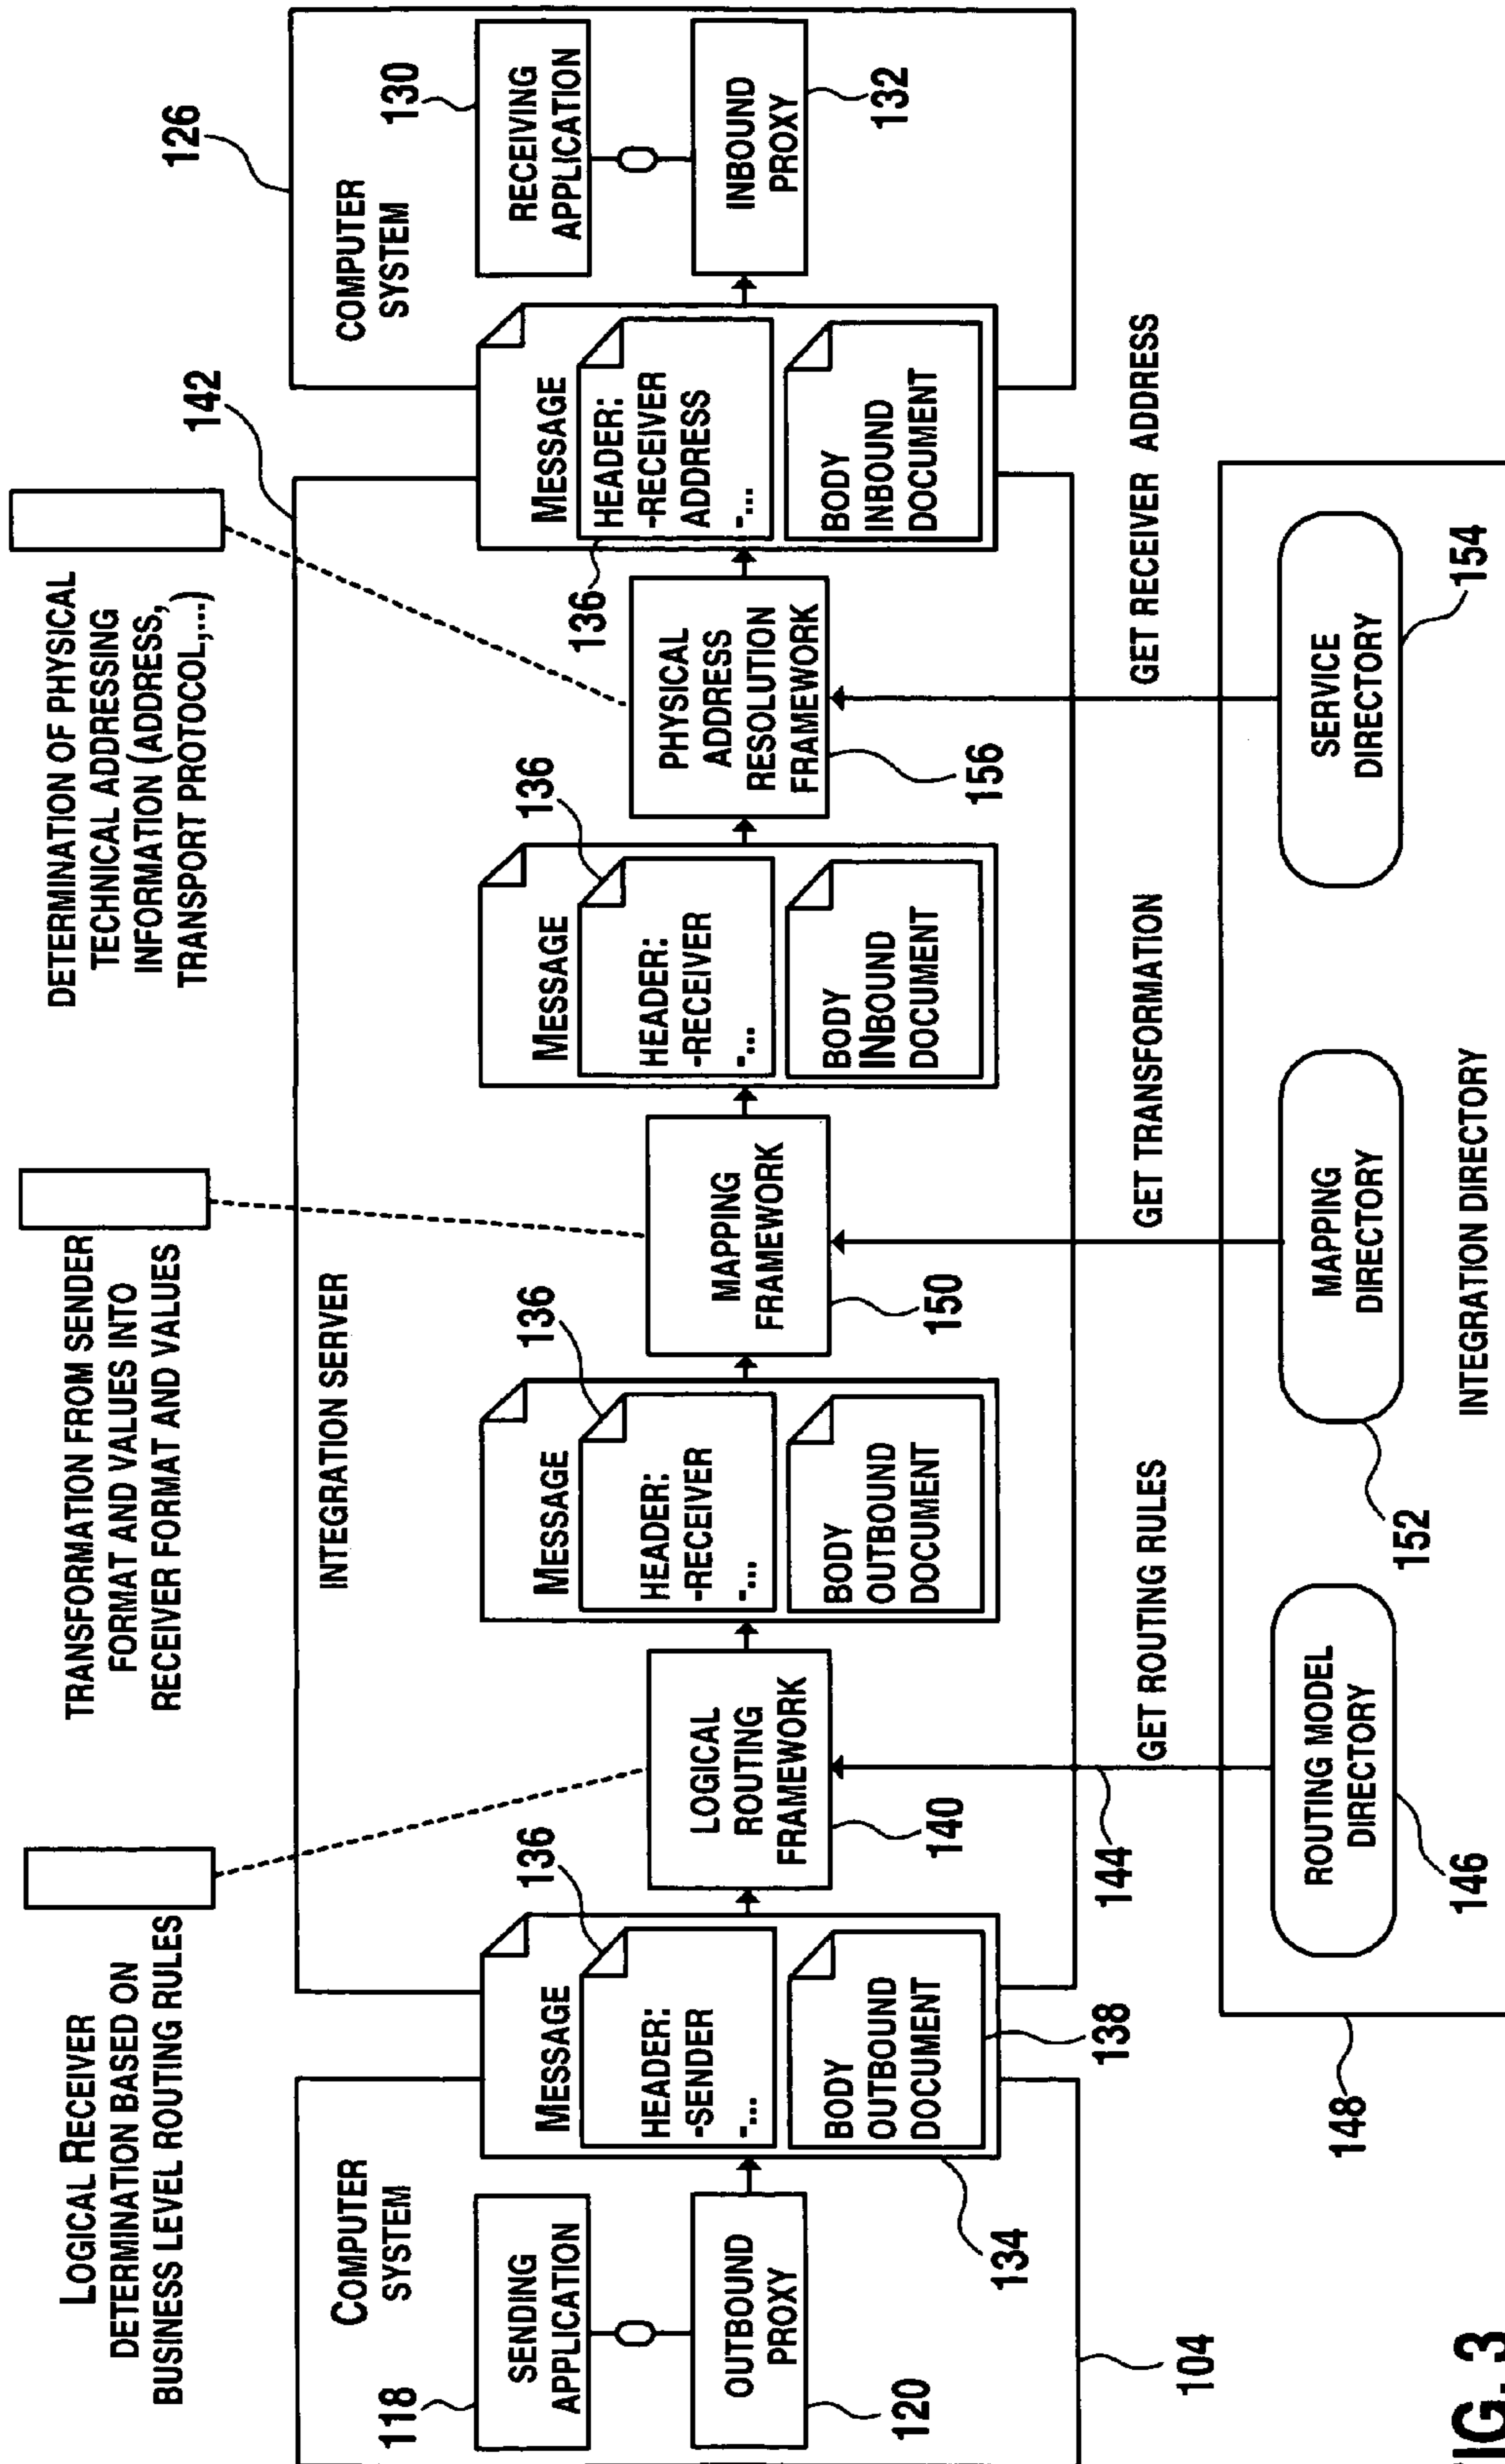 LOGICAL RECEIVER
DETERMINATION BASED ON
BUSINESS LEVEL ROUTING RULES
TRANSFORMATION FROM SENDER
FORMAT AND VALUES INTO
RECEIVER FORMAT AND VALUES
DETERMINATION OF PHYSICAL
TECHNICAL ADDRESSING
INFORMATION (ADDRESS,
TRANSPORT PROTOCOL,...)
142
126
COMPUTER
SYSTEM
118
SENDING
APPLICATION
OUTBOUND
PROXY
120
104
MESSAGE
136
HEADER:
-SENDER
-...
BODY
OUTBOUND
DOCUMENT
134
138
INTEGRATION SERVER
LOGICAL
ROUTING
FRAMEWORK
140
MESSAGE
136
HEADER:
-RECEIVER
-...
BODY
OUTBOUND
DOCUMENT
MAPPING
FRAMEWORK
150
MESSAGE
136
HEADER:
-RECEIVER
-...
BODY
INBOUND
DOCUMENT
PHYSICAL
ADDRESS
RESOLUTION
FRAMEWORK
156
136
MESSAGE
HEADER:
-RECEIVER
ADDRESS
-...
BODY
INBOUND
DOCUMENT
COMPUTER
SYSTEM
130
RECEIVING
APPLICATION
INBOUND
PROXY
132
144
GET ROUTING RULES
GET TRANSFORMATION
GET RECEIVER ADDRESS
148
ROUTING MODEL
DIRECTORY
146
MAPPING
DIRECTORY
152
SERVICE
DIRECTORY
154
INTEGRATION DIRECTORY
FIG. 3